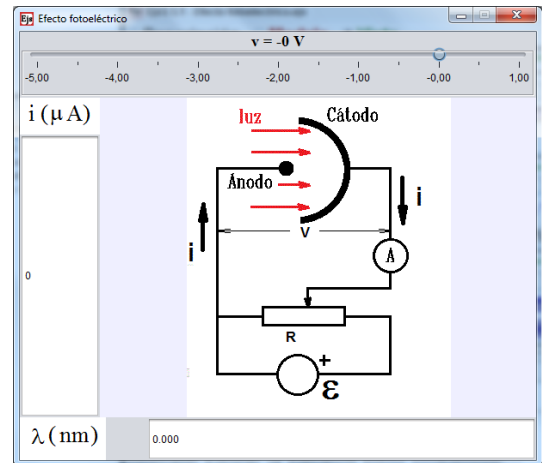 Ejs Efecto fotoeléctrico
v = -0 V
-5,00 -4,00 -3,00 -2,00 -1,00 -0,00 1,00
i (μ A)
luz Cátodo
Ánodo
i
V
i
A
0
R
+
ε
λ (nm) 0.000